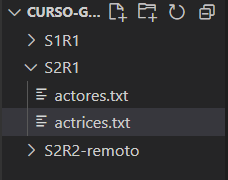 CURSO-G...
S1R1
S2R1
actores.txt
actrices.txt
S2R2-remoto